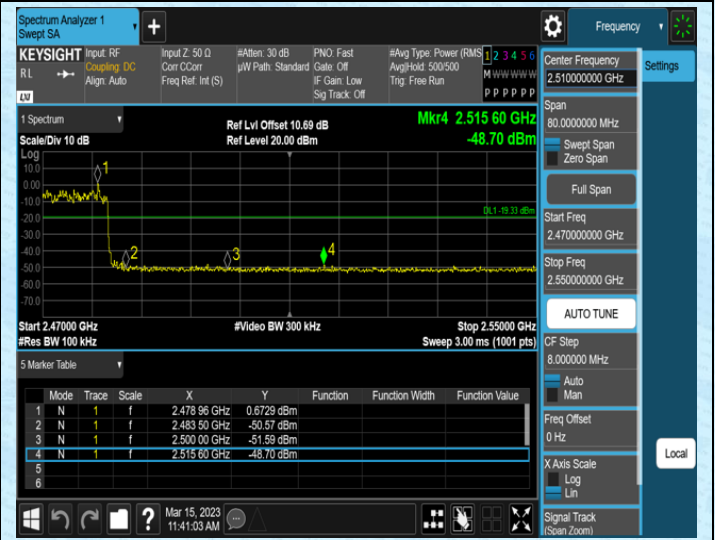 Spectrum Analyzer 1
Swept SA
+
Frequency
KEYSIGHT Input: RF
RL
Coupling: DC
Align: Auto
LXI
Input Z: 50 Ω
Corr CCorr
Freq Ref: Int (S)
#Atten: 30 dB
µW Path: Standard
PNO: Fast
Gate: Off
IF Gain: Low
Sig Track: Off
#Avg Type: Power (RMS
Avg|Hold: 500/500
Trig: Free Run
1 2 3 4 5 6
M W W W W W
P P P P P P
1 Spectrum
Scale/Div 10 dB
Ref Lvl Offset 10.69 dB
Ref Level 20.00 dBm
Mkr4 2.515 60 GHz
-48.70 dBm
Log
10.0
0.00
-10.0
-20.0
-30.0
-40.0
-50.0
-60.0
-70.0
1
2
3
4
DL1 -19.33 dBm
Start 2.47000 GHz
#Res BW 100 kHz
#Video BW 300 kHz
Stop 2.55000 GHz
Sweep 3.00 ms (1001 pts)
5 Marker Table
Mode Trace Scale X Y Function Function Width Function Value
1 N 1 f 2.478 96 GHz 0.6729 dBm
2 N 1 f 2.483 50 GHz -50.57 dBm
3 N 1 f 2.500 00 GHz -51.59 dBm
4 N 1 f 2.515 60 GHz -48.70 dBm
5
6
Mar 15, 2023
11:41:03 AM
Center Frequency
2.510000000 GHz
Span
80.0000000 MHz
Swept Span
Zero Span
Full Span
Start Freq
2.470000000 GHz
Stop Freq
2.550000000 GHz
AUTO TUNE
CF Step
8.000000 MHz
Auto
Man
Freq Offset
0 Hz
X Axis Scale
Log
Lin
Signal Track
(Span Zoom)
Settings
Local